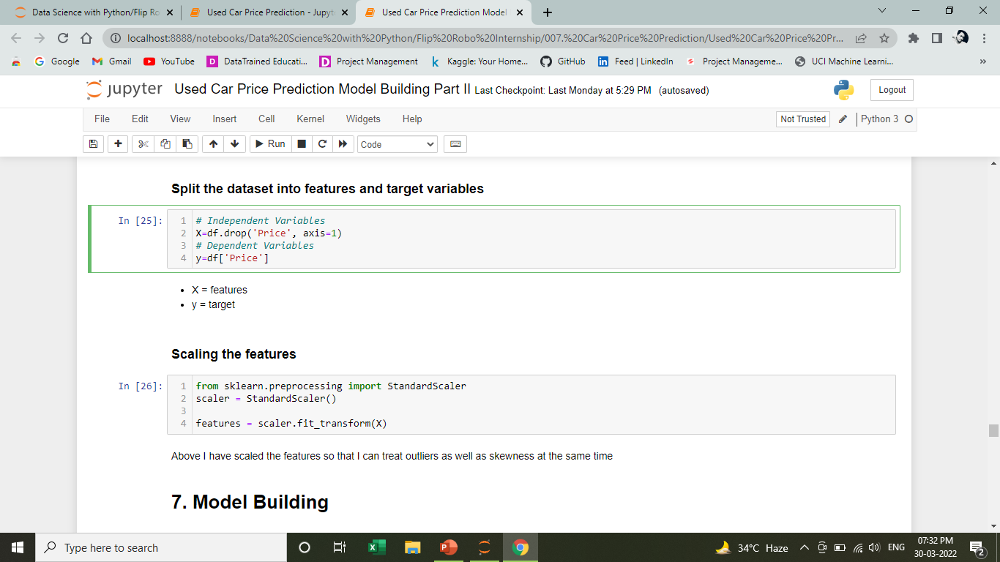 Data Science with Python/Flip Ro
Used Car Price Prediction - Jupyt
Used Car Price Prediction Model
localhost:8888/notebooks/Data%20Science%20with%20Python/Flip%20Robo%20Internship/007.%20Car%20Price%20Prediction/Used%20Car%20Price%20Pr...
Google Gmail YouTube D DataTrained Educati... D Project Management k Kaggle: Your Home... GitHub in Feed | LinkedIn Project Manageme... UCI Machine Learni... »
jupyter Used Car Price Prediction Model Building Part II Last Checkpoint: Last Monday at 5:29 PM (autosaved)
Logout
File Edit View Insert Cell Kernel Widgets Help
Not Trusted Python 3
Run Code
Split the dataset into features and target variables
In [25]:
1 # Independent Variables
2 X=df.drop('Price', axis=1)
3 # Dependent Variables
4 y=df['Price']
• X = features
• y = target
Scaling the features
In [26]:
1 from sklearn.preprocessing import StandardScaler
2 scaler = StandardScaler()
3
4 features = scaler.fit_transform(X)
Above I have scaled the features so that I can treat outliers as well as skewness at the same time
7. Model Building
Type here to search
34°C Haze ENG
07:32 PM
30-03-2022
2